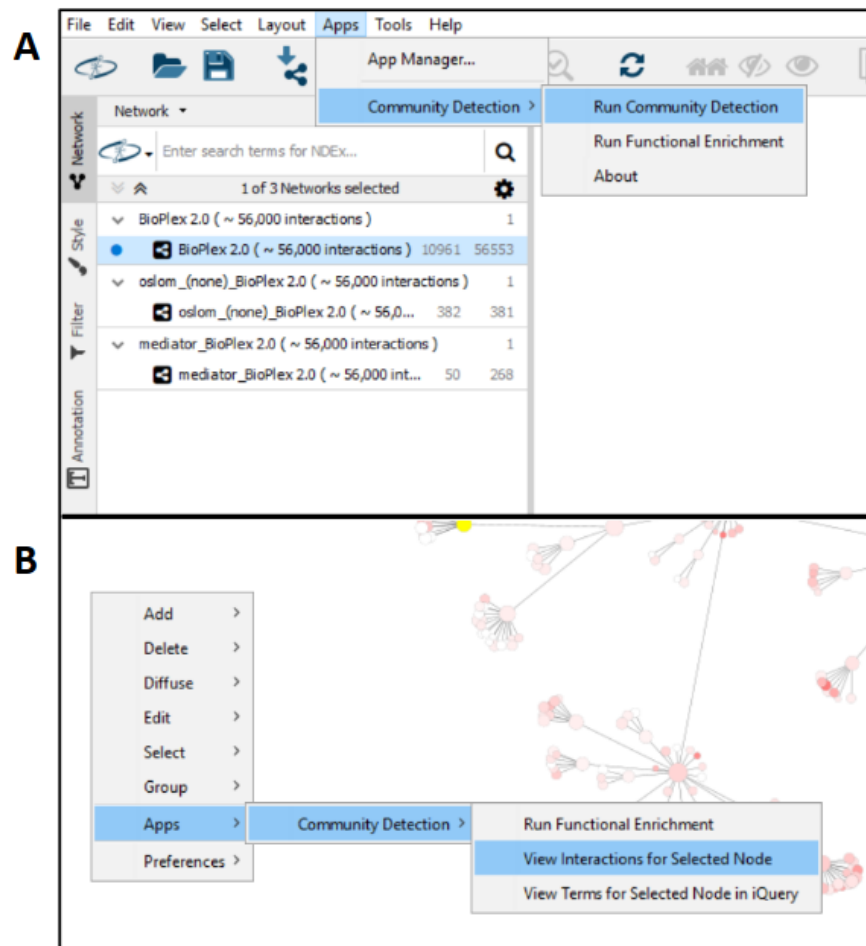 A
File Edit View Select Layout Apps Tools Help
App Manager...
Community Detection
Run Community Detection
Run Functional Enrichment
About
Network
Style
Filter
Annotation
Network
Enter search terms for NDEx...
1 of 3 Networks selected
BioPlex 2.0 ( ~ 56,000 interactions ) 1
BioPlex 2.0 ( ~ 56,000 interactions ) 10961 56553
oslom_(none)_BioPlex 2.0 ( ~ 56,000 interactions ) 1
oslom_(none)_BioPlex 2.0 ( ~ 56,0... 382 381
mediator_BioPlex 2.0 ( ~ 56,000 interactions ) 1
mediator_BioPlex 2.0 ( ~ 56,000 int... 50 268
B
Add
Delete
Diffuse
Edit
Select
Group
Apps
Preferences
Community Detection
Run Functional Enrichment
View Interactions for Selected Node
View Terms for Selected Node in iQuery